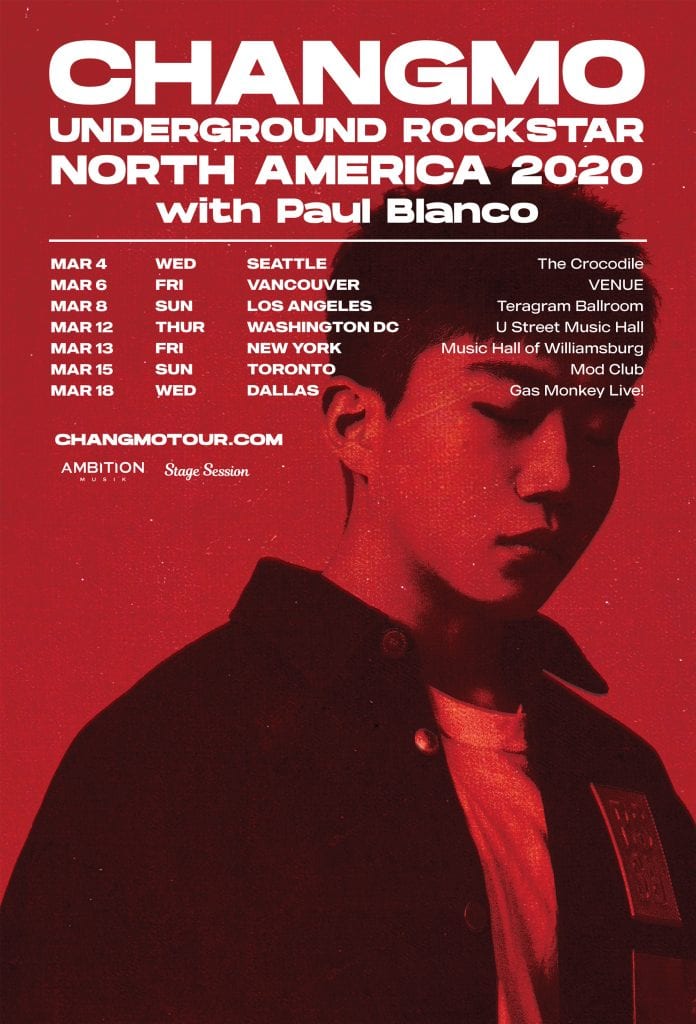 CHANGMO
UNDERGROUND ROCKSTAR
NORTH AMERICA 2020
with Paul Blanco
MAR 4 WED SEATTLE The Crocodile
MAR 6 FRI VANCOUVER VENUE
MAR 8 SUN LOS ANGELES Teragram Ballroom
MAR 12 THUR WASHINGTON DC U Street Music Hall
MAR 13 FRI NEW YORK Music Hall of Williamsburg
MAR 15 SUN TORONTO Mod Club
MAR 18 WED DALLAS Gas Monkey Live!
CHANGMOTOUR.COM
AMBITION Stage Session
MUSIK